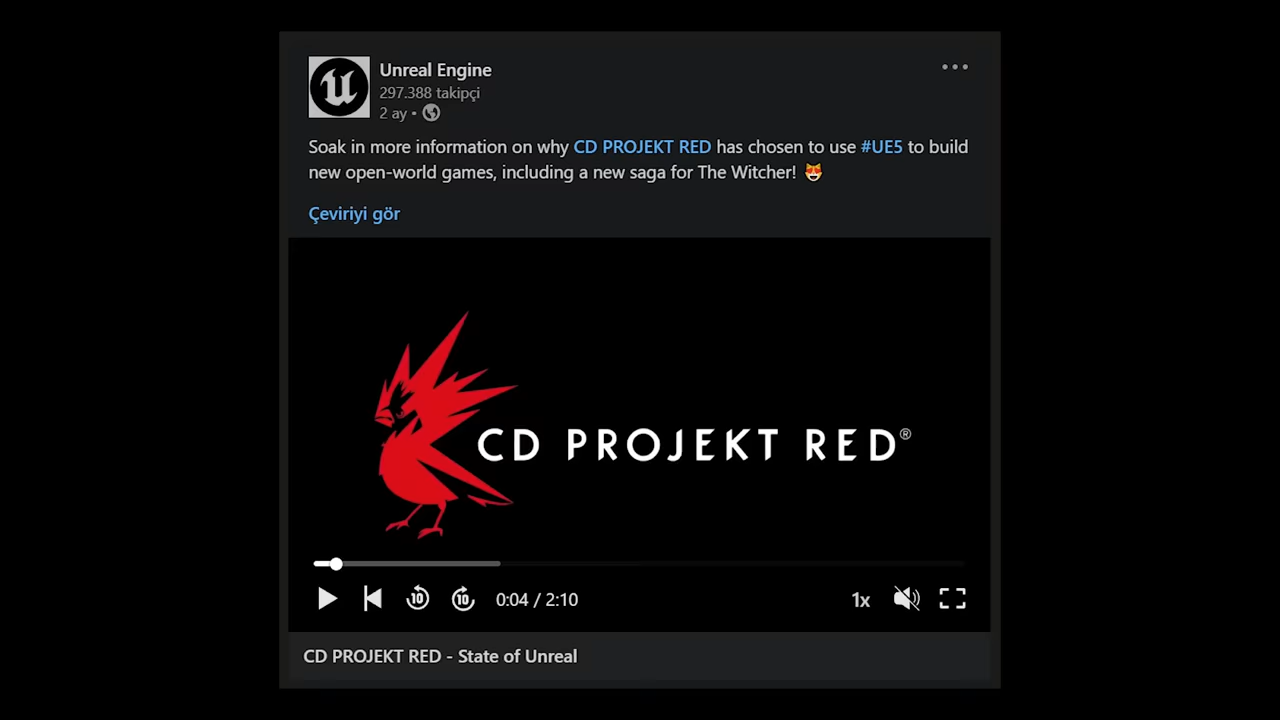 Unreal Engine
297.388 takipçi
2 ay •
Soak in more information on why CD PROJEKT RED has chosen to use #UE5 to build
new open-world games, including a new saga for The Witcher! 😻
Çeviriyi gör
CD PROJEKT RED®
10 10 0:04 / 2:10 1x
CD PROJEKT RED - State of Unreal